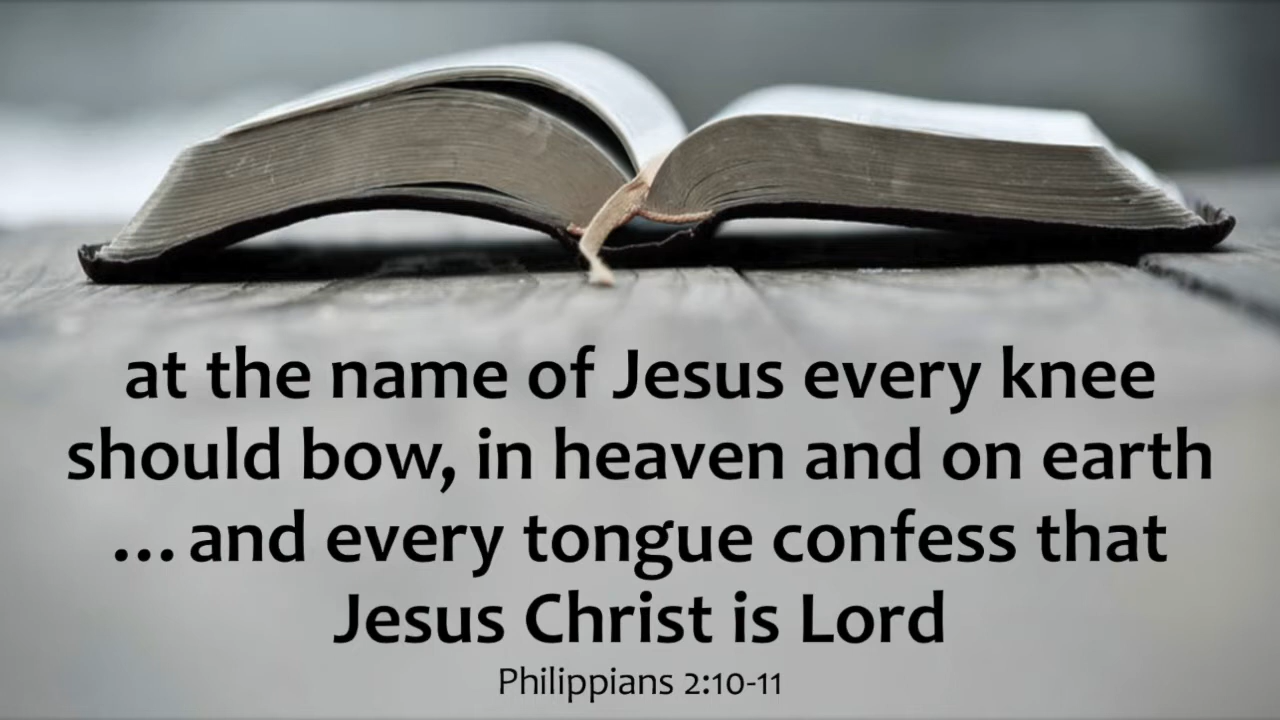 at the name of Jesus every knee
should bow, in heaven and on earth
…and every tongue confess that
Jesus Christ is Lord
Philippians 2:10-11